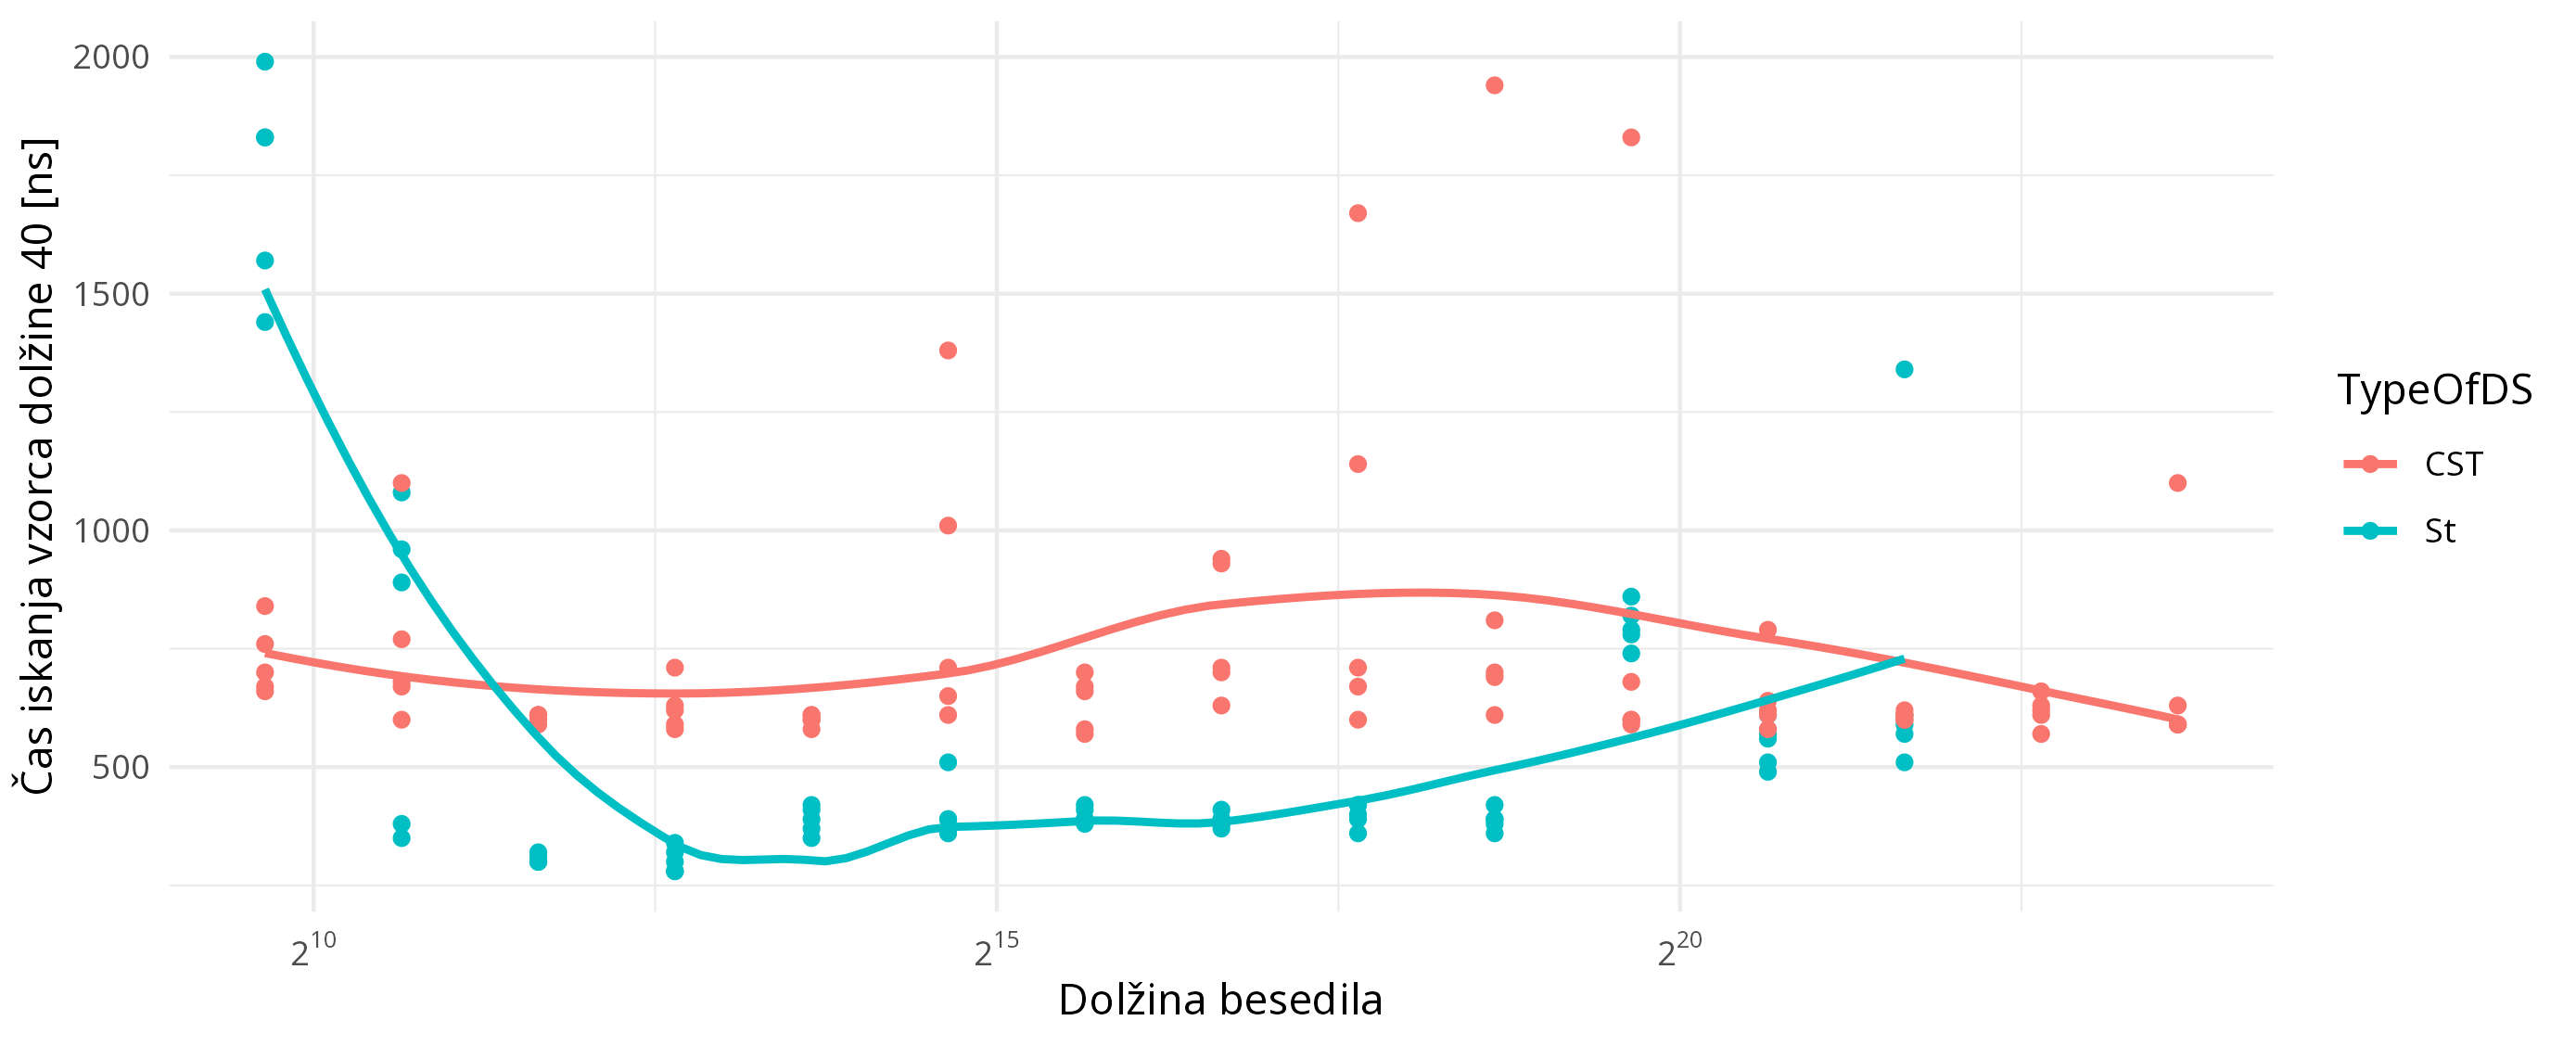 2000
1500
1000
500
Čas iskanja vzorca dolžine 40 [ns]
2^10
2^15
2^20
Dolžina besedila
TypeOfDS
CST
St